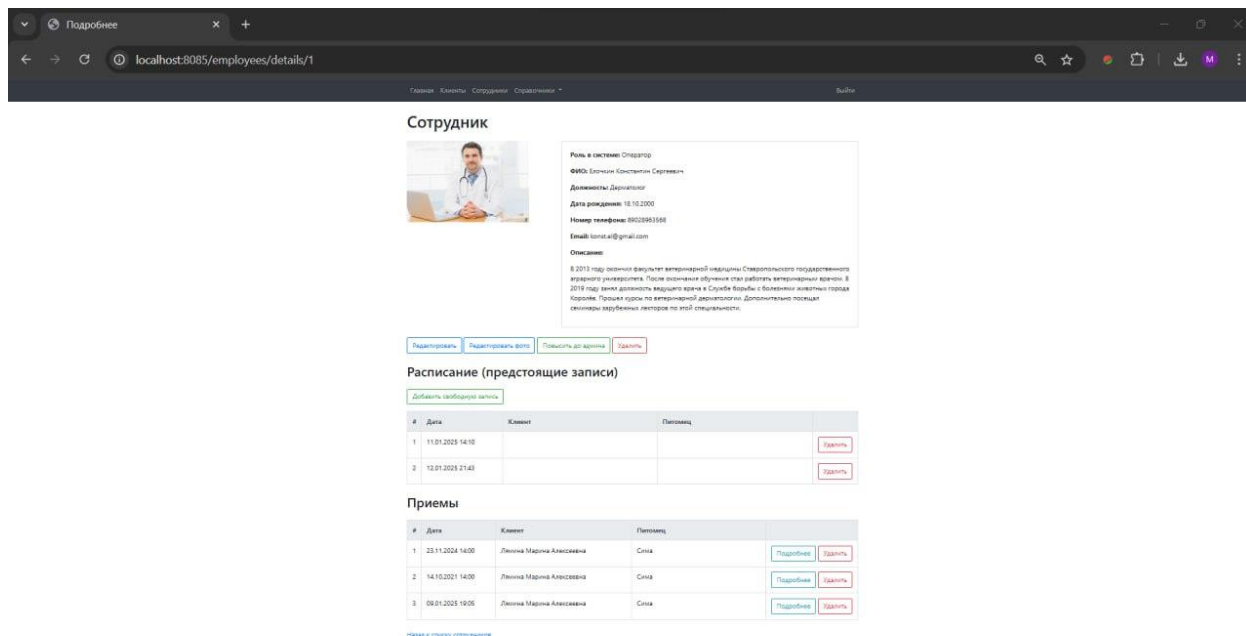 Подробнее
localhost:8085/employees/details/1
M
Главная Клиенты Сотрудники Справочники Выйти
Сотрудник
Роль в системе: Оператор
ФИО: Елочкин Константин Сергеевич
Должность: Дерматолог
Дата рождения: 18.10.2000
Номер телефона: 89028963568
Email: konst.al@gmail.com
Описание:
В 2013 году окончил факультет ветеринарной медицины Ставропольского государственного
аграрного университета. После окончания обучения стал работать ветеринарным врачом. В
2019 году занял должность ведущего врача в Службе борьбы с болезнями животных города
Королёв. Прошел курсы по ветеринарной дерматологии. Дополнительно посещал
семинары зарубежных лекторов по этой специальности.
Редактировать Редактировать фото Повысить до админа Удалить
Расписание (предстоящие записи)
Добавить свободную запись
# Дата Клиент Питомец
1 11.01.2025 14:10 Удалить
2 12.01.2025 21:43 Удалить
Приемы
# Дата Клиент Питомец
1 23.11.2024 14:00 Лямина Марина Алексеевна Сима Подробнее Удалить
2 14.10.2021 14:00 Лямина Марина Алексеевна Сима Подробнее Удалить
3 09.01.2025 19:05 Лямина Марина Алексеевна Сима Подробнее Удалить
Назад к списку сотрудников